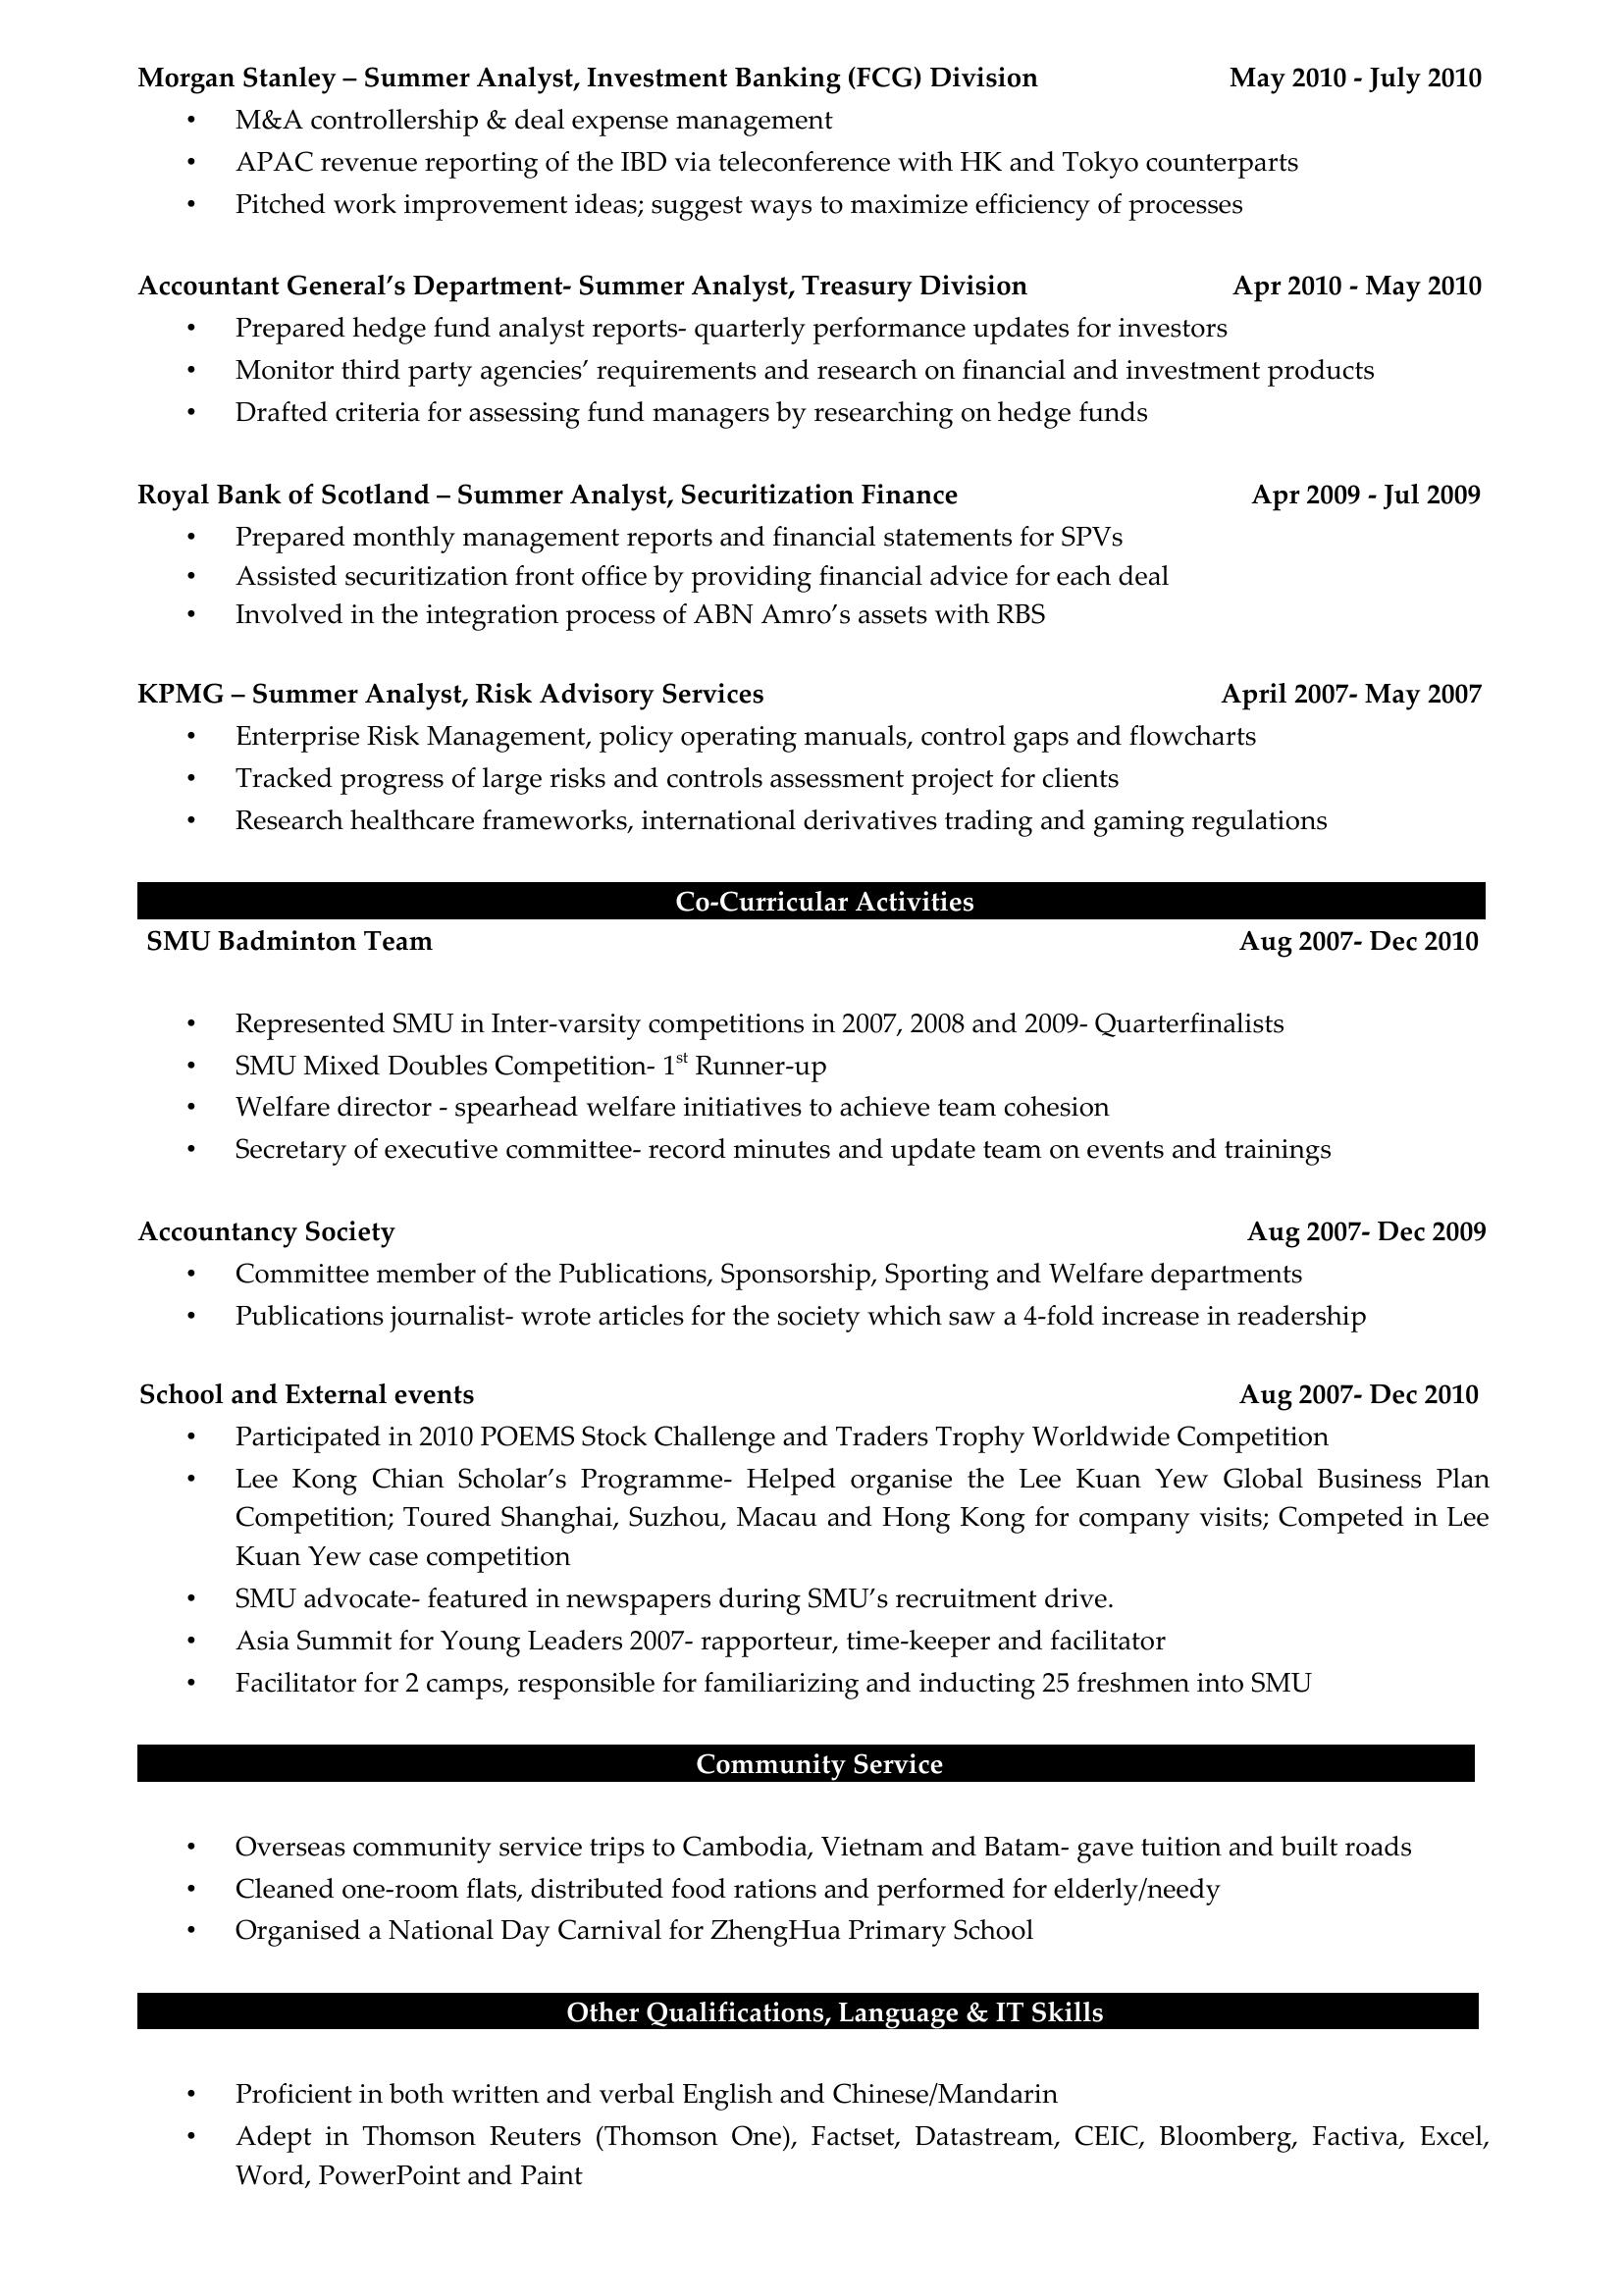 Morgan Stanley – Summer Analyst, Investment Banking (FCG) Division May 2010 - July 2010
• M&A controllership & deal expense management
• APAC revenue reporting of the IBD via teleconference with HK and Tokyo counterparts
• Pitched work improvement ideas; suggest ways to maximize efficiency of processes
Accountant General’s Department- Summer Analyst, Treasury Division Apr 2010 - May 2010
• Prepared hedge fund analyst reports- quarterly performance updates for investors
• Monitor third party agencies’ requirements and research on financial and investment products
• Drafted criteria for assessing fund managers by researching on hedge funds
Royal Bank of Scotland – Summer Analyst, Securitization Finance Apr 2009 - Jul 2009
• Prepared monthly management reports and financial statements for SPVs
• Assisted securitization front office by providing financial advice for each deal
• Involved in the integration process of ABN Amro’s assets with RBS
KPMG – Summer Analyst, Risk Advisory Services April 2007- May 2007
• Enterprise Risk Management, policy operating manuals, control gaps and flowcharts
• Tracked progress of large risks and controls assessment project for clients
• Research healthcare frameworks, international derivatives trading and gaming regulations
Co-Curricular Activities
SMU Badminton Team Aug 2007- Dec 2010
• Represented SMU in Inter-varsity competitions in 2007, 2008 and 2009- Quarterfinalists
• SMU Mixed Doubles Competition- 1st Runner-up
• Welfare director - spearhead welfare initiatives to achieve team cohesion
• Secretary of executive committee- record minutes and update team on events and trainings
Accountancy Society Aug 2007- Dec 2009
• Committee member of the Publications, Sponsorship, Sporting and Welfare departments
• Publications journalist- wrote articles for the society which saw a 4-fold increase in readership
School and External events Aug 2007- Dec 2010
• Participated in 2010 POEMS Stock Challenge and Traders Trophy Worldwide Competition
• Lee Kong Chian Scholar’s Programme- Helped organise the Lee Kuan Yew Global Business Plan
Competition; Toured Shanghai, Suzhou, Macau and Hong Kong for company visits; Competed in Lee
Kuan Yew case competition
• SMU advocate- featured in newspapers during SMU’s recruitment drive.
• Asia Summit for Young Leaders 2007- rapporteur, time-keeper and facilitator
• Facilitator for 2 camps, responsible for familiarizing and inducting 25 freshmen into SMU
Community Service
• Overseas community service trips to Cambodia, Vietnam and Batam- gave tuition and built roads
• Cleaned one-room flats, distributed food rations and performed for elderly/needy
• Organised a National Day Carnival for ZhengHua Primary School
Other Qualifications, Language & IT Skills
• Proficient in both written and verbal English and Chinese/Mandarin
• Adept in Thomson Reuters (Thomson One), Factset, Datastream, CEIC, Bloomberg, Factiva, Excel,
Word, PowerPoint and Paint